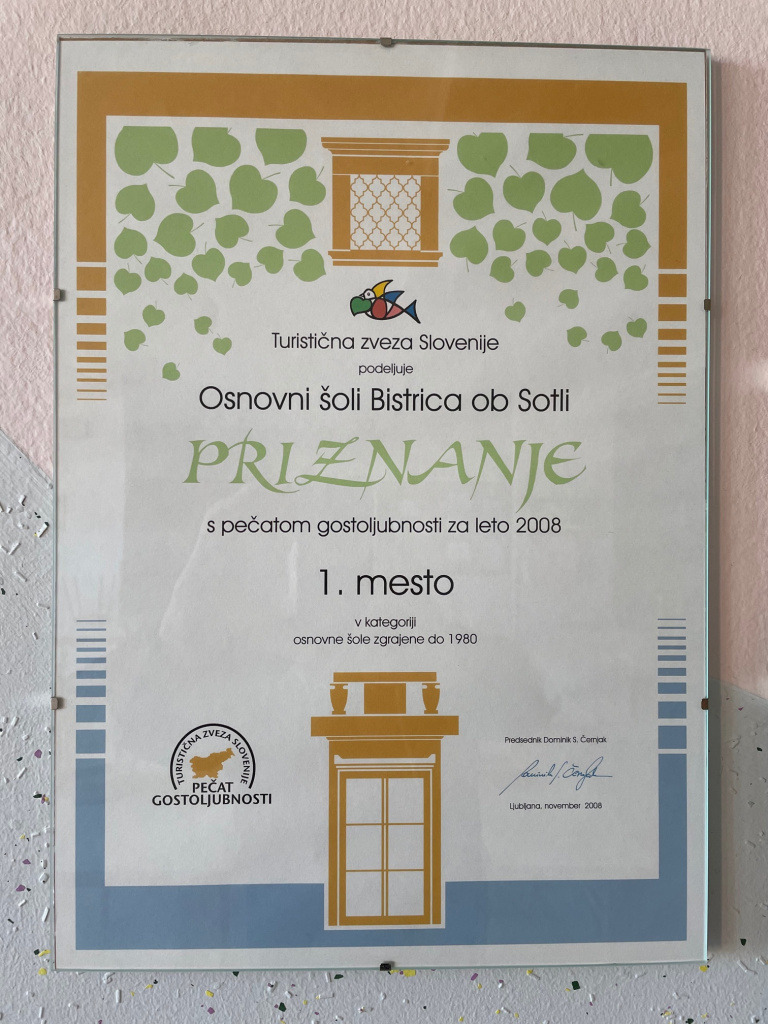 Turistična zveza Slovenije
podeljuje
Osnovni šoli Bistrica ob Sotli
PRIZNANJE
s pečatom gostoljubnosti za leto 2008
1. mesto
v kategoriji
osnovne šole zgrajene do 1980
TURISTIČNA ZVEZA SLOVENIJE
PEČAT
GOSTOLJUBNOSTI
Predsednik Dominik S. Černjak
Ljubljana, november 2008